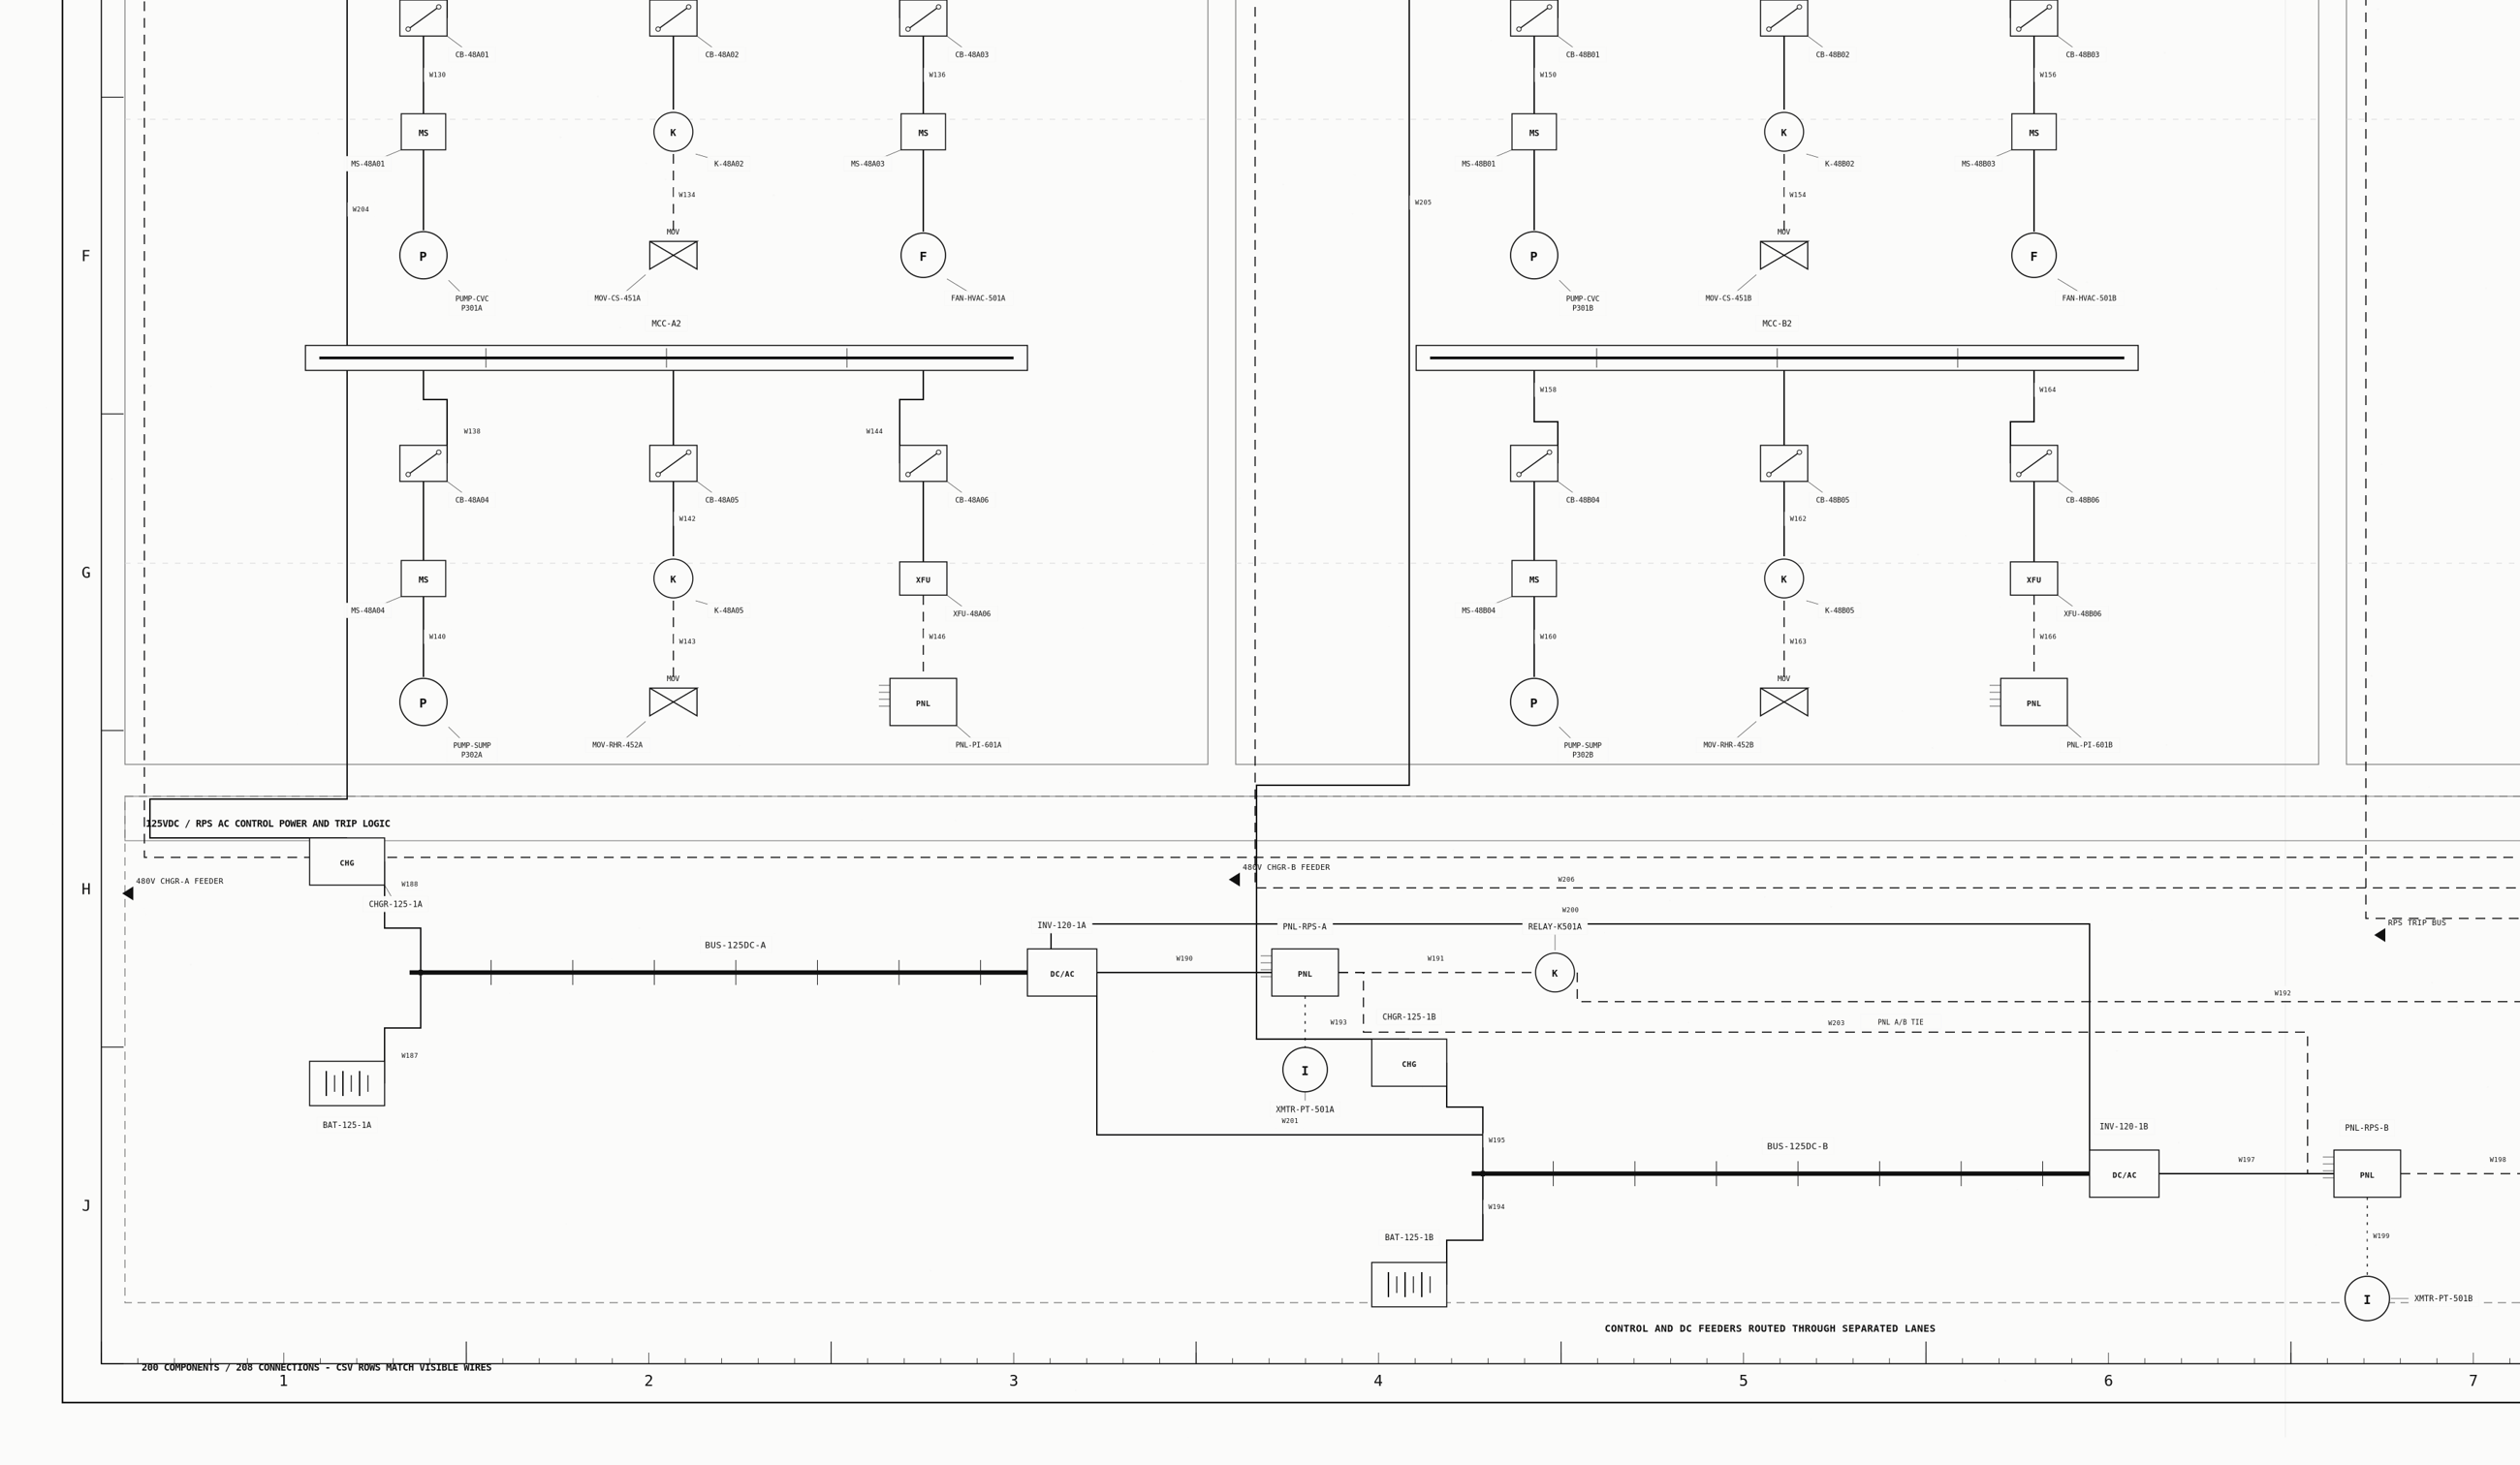 CB-48A01
CB-48A02
CB-48A03
CB-48B01
CB-48B02
CB-48B03
W130
W136
W150
W156
MS
K
MS
MS
K
MS
MS-48A01
K-48A02
MS-48A03
MS-48B01
K-48B02
MS-48B03
W134
W154
W204
W205
MOV
MOV
F
P
F
P
F
PUMP-CVC
P301A
MOV-CS-451A
FAN-HVAC-501A
PUMP-CVC
P301B
MOV-CS-451B
FAN-HVAC-501B
MCC-A2
MCC-B2
W158
W164
W138
W144
CB-48A04
CB-48A05
CB-48A06
CB-48B04
CB-48B05
CB-48B06
W142
W162
G
MS
K
XFU
MS
K
XFU
MS-48A04
K-48A05
XFU-48A06
MS-48B04
K-48B05
XFU-48B06
W140
W143
W146
W160
W163
W166
MOV
MOV
P
PNL
P
PNL
PUMP-SUMP
P302A
MOV-RHR-452A
PNL-PI-601A
PUMP-SUMP
P302B
MOV-RHR-452B
PNL-PI-601B
125VDC / RPS AC CONTROL POWER AND TRIP LOGIC
CHG
480V CHGR-B FEEDER
H
480V CHGR-A FEEDER
W188
W206
CHGR-125-1A
W200
INV-120-1A
PNL-RPS-A
RELAY-K501A
RPS TRIP BUS
BUS-125DC-A
W190
W191
DC/AC
PNL
K
W192
CHGR-125-1B
W193
W203
PNL A/B TIE
W187
CHG
I
BAT-125-1A
XMTR-PT-501A
W201
INV-120-1B
PNL-RPS-B
W195
BUS-125DC-B
W197
W198
DC/AC
PNL
J
W194
BAT-125-1B
W199
I
XMTR-PT-501B
CONTROL AND DC FEEDERS ROUTED THROUGH SEPARATED LANES
200 COMPONENTS / 208 CONNECTIONS - CSV ROWS MATCH VISIBLE WIRES
1
2
3
4
5
6
7